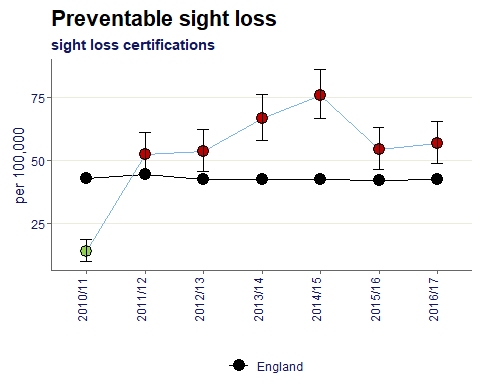 Preventable sight loss
sight loss certifications
per 100,000
75
50
25
2010/11
2011/12
2012/13
2013/14
2014/15
2015/16
2016/17
England